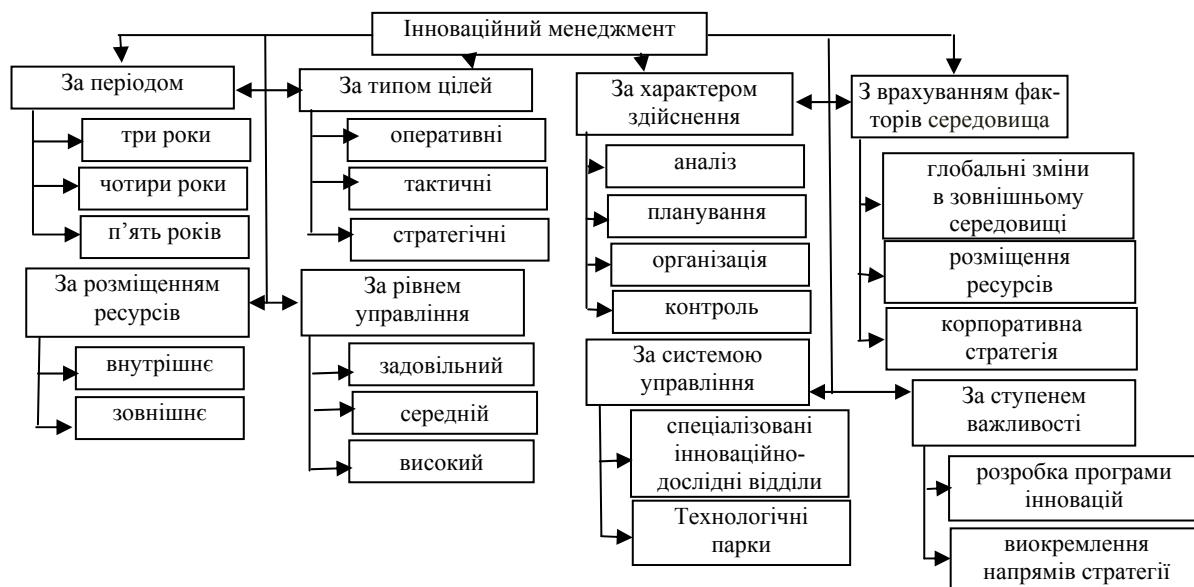 Інноваційний менеджмент
За періодом
три роки
чотири роки
п’ять років
За типом цілей
оперативні
тактичні
стратегічні
За характером
здійснення
аналіз
планування
організація
контроль
З врахуванням фак-
торів середовища
глобальні зміни
в зовнішньому
середовищі
розміщення
ресурсів
корпоративна
стратегія
За розміщенням
ресурсів
внутрішнє
зовнішнє
За рівнем
управління
задовільний
середній
високий
За системою
управління
спеціалізовані
інноваційно-
дослідні відділи
Технологічні
парки
За ступенем
важливості
розробка програми
інновацій
виокремлення
напрямів стратегії